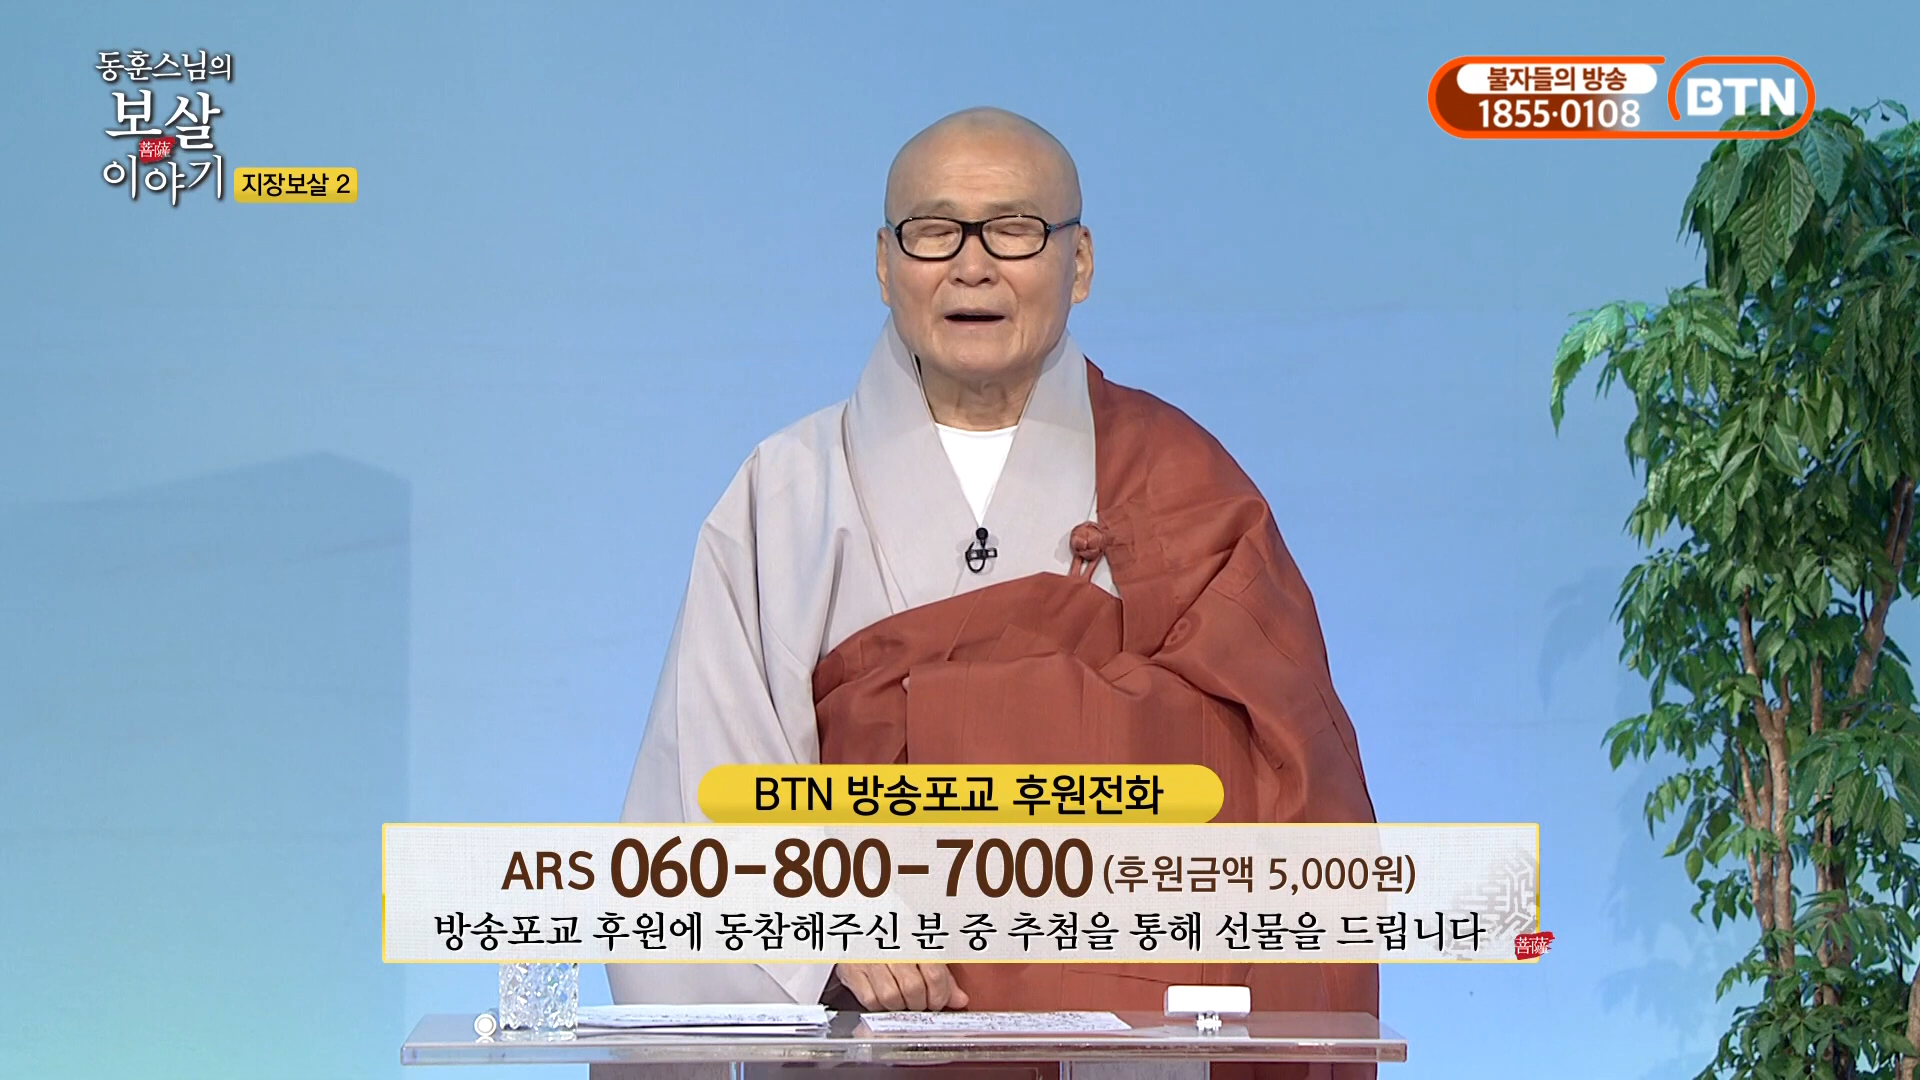 동훈스님의
보살
菩薩
이야기
지장보살 2
불자들의 방송
1855·0108
BTN
BTN 방송포교 후원전화
ARS 060-800-7000 (후원금액 5,000원)
방송포교 후원에 동참해주신 분 중 추첨을 통해 선물을 드립니다
菩薩